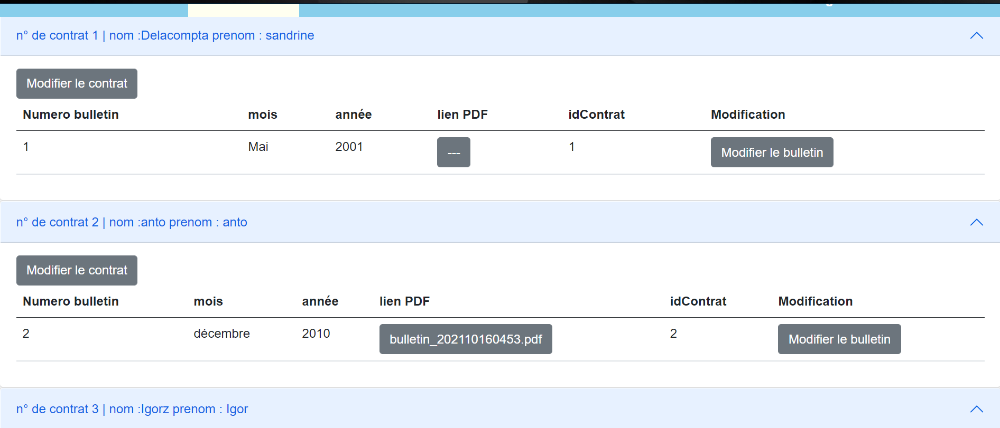 n° de contrat 1 | nom :Delacompta prenom : sandrine
Modifier le contrat
Numero bulletin mois année lien PDF idContrat Modification
1 Mai 2001 --- 1 Modifier le bulletin
n° de contrat 2 | nom :anto prenom : anto
Modifier le contrat
Numero bulletin mois année lien PDF idContrat Modification
2 décembre 2010 bulletin_202110160453.pdf 2 Modifier le bulletin
n° de contrat 3 | nom :Igorz prenom : Igor